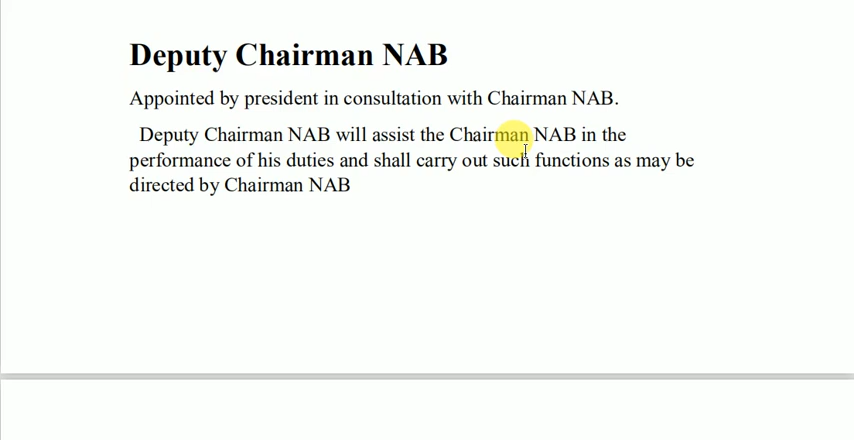 Deputy Chairman NAB
Appointed by president in consultation with Chairman NAB.
Deputy Chairman NAB will assist the Chairman NAB in the
performance of his duties and shall carry out such functions as may be
directed by Chairman NAB